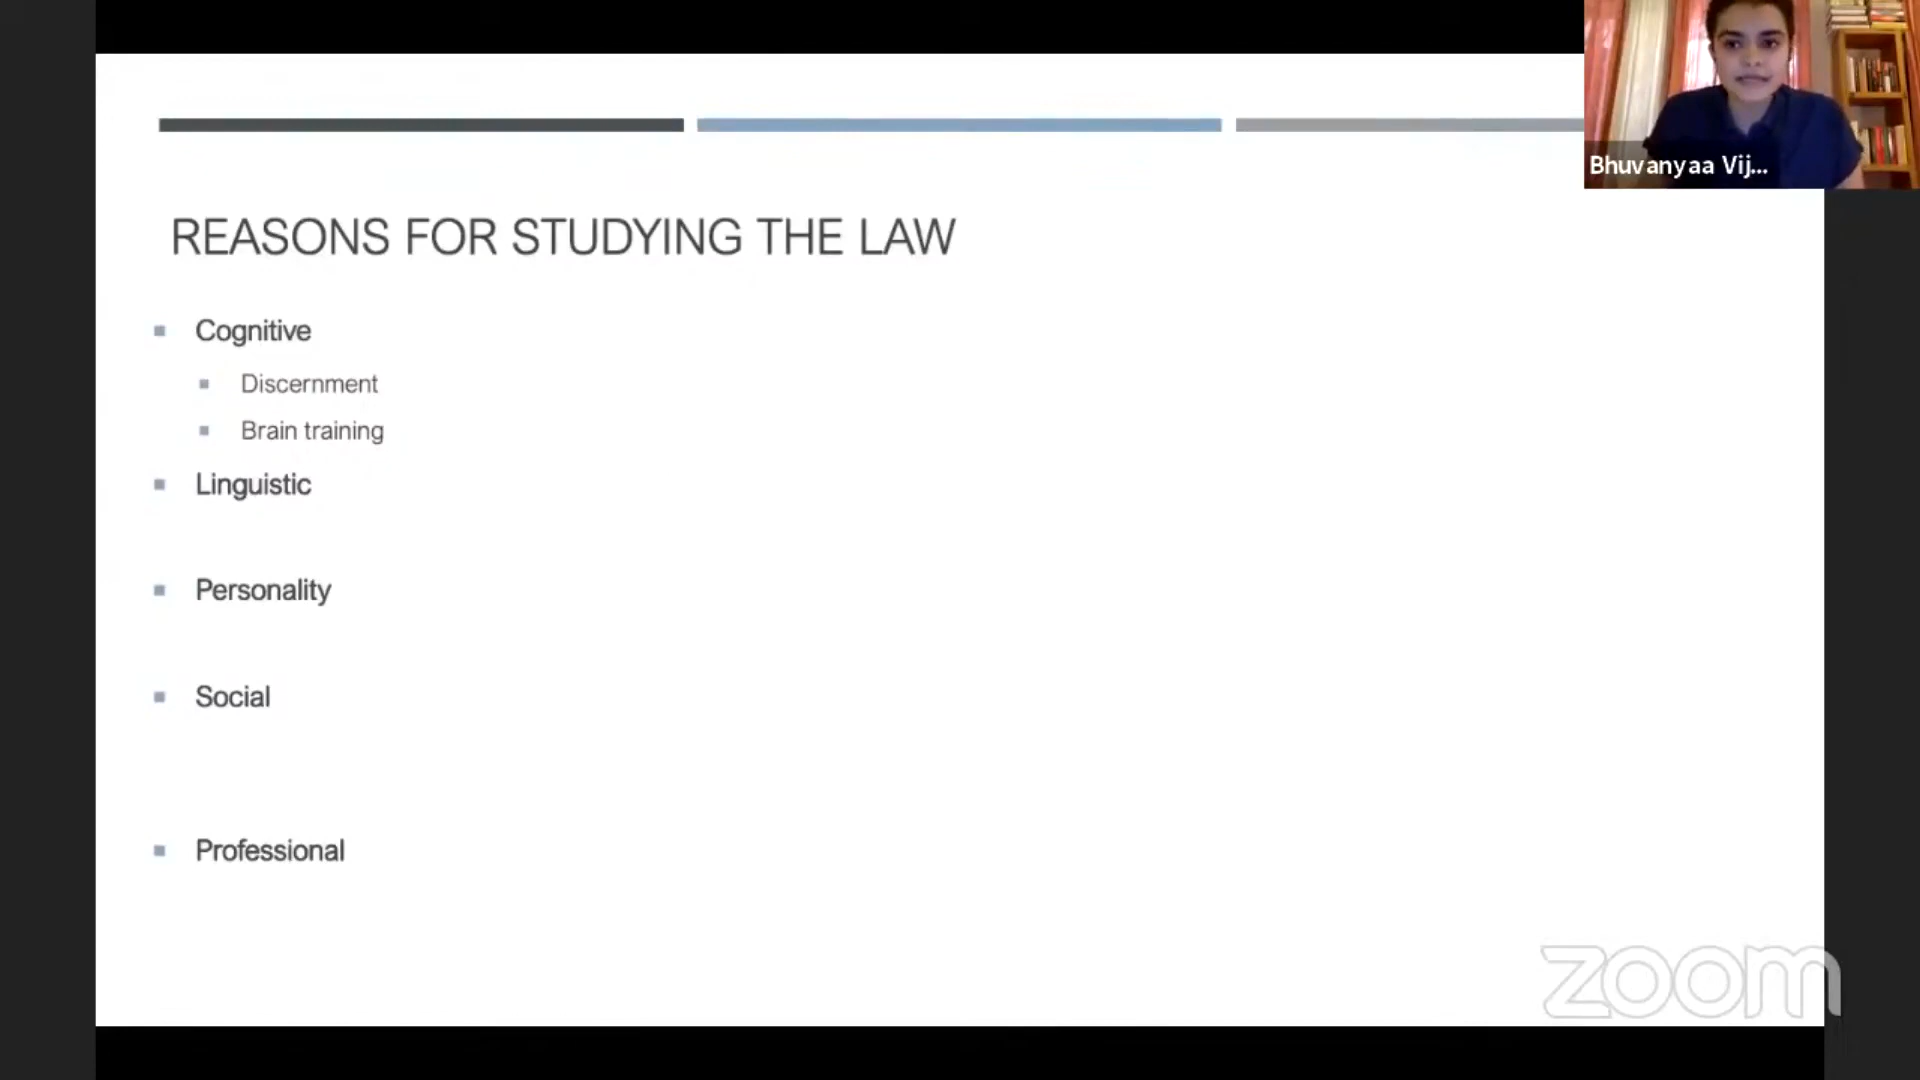 Bhuvanyaa Vij...
REASONS FOR STUDYING THE LAW
Cognitive
Discernment
Brain training
Linguistic
Personality
Social
Professional
zoom